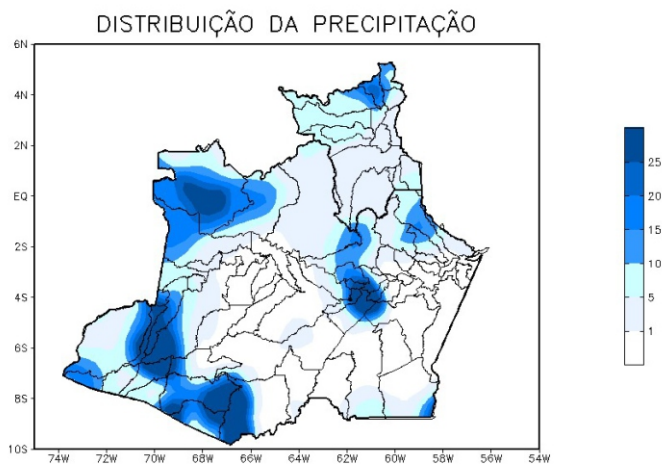 DISTRIBUIÇÃO DA PRECIPITAÇÃO
6N
4N
2N
EQ
2S
4S
6S
8S
10S
74W 72W 70W 68W 66W 64W 62W 60W 58W 56W 54W
25
20
15
10
5
1